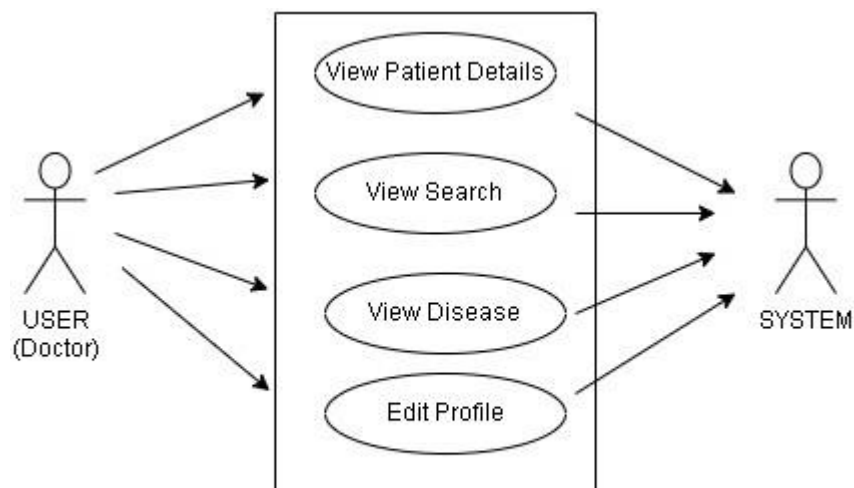 View Patient Details
View Search
View Disease
Edit Profile
USER
(Doctor)
SYSTEM